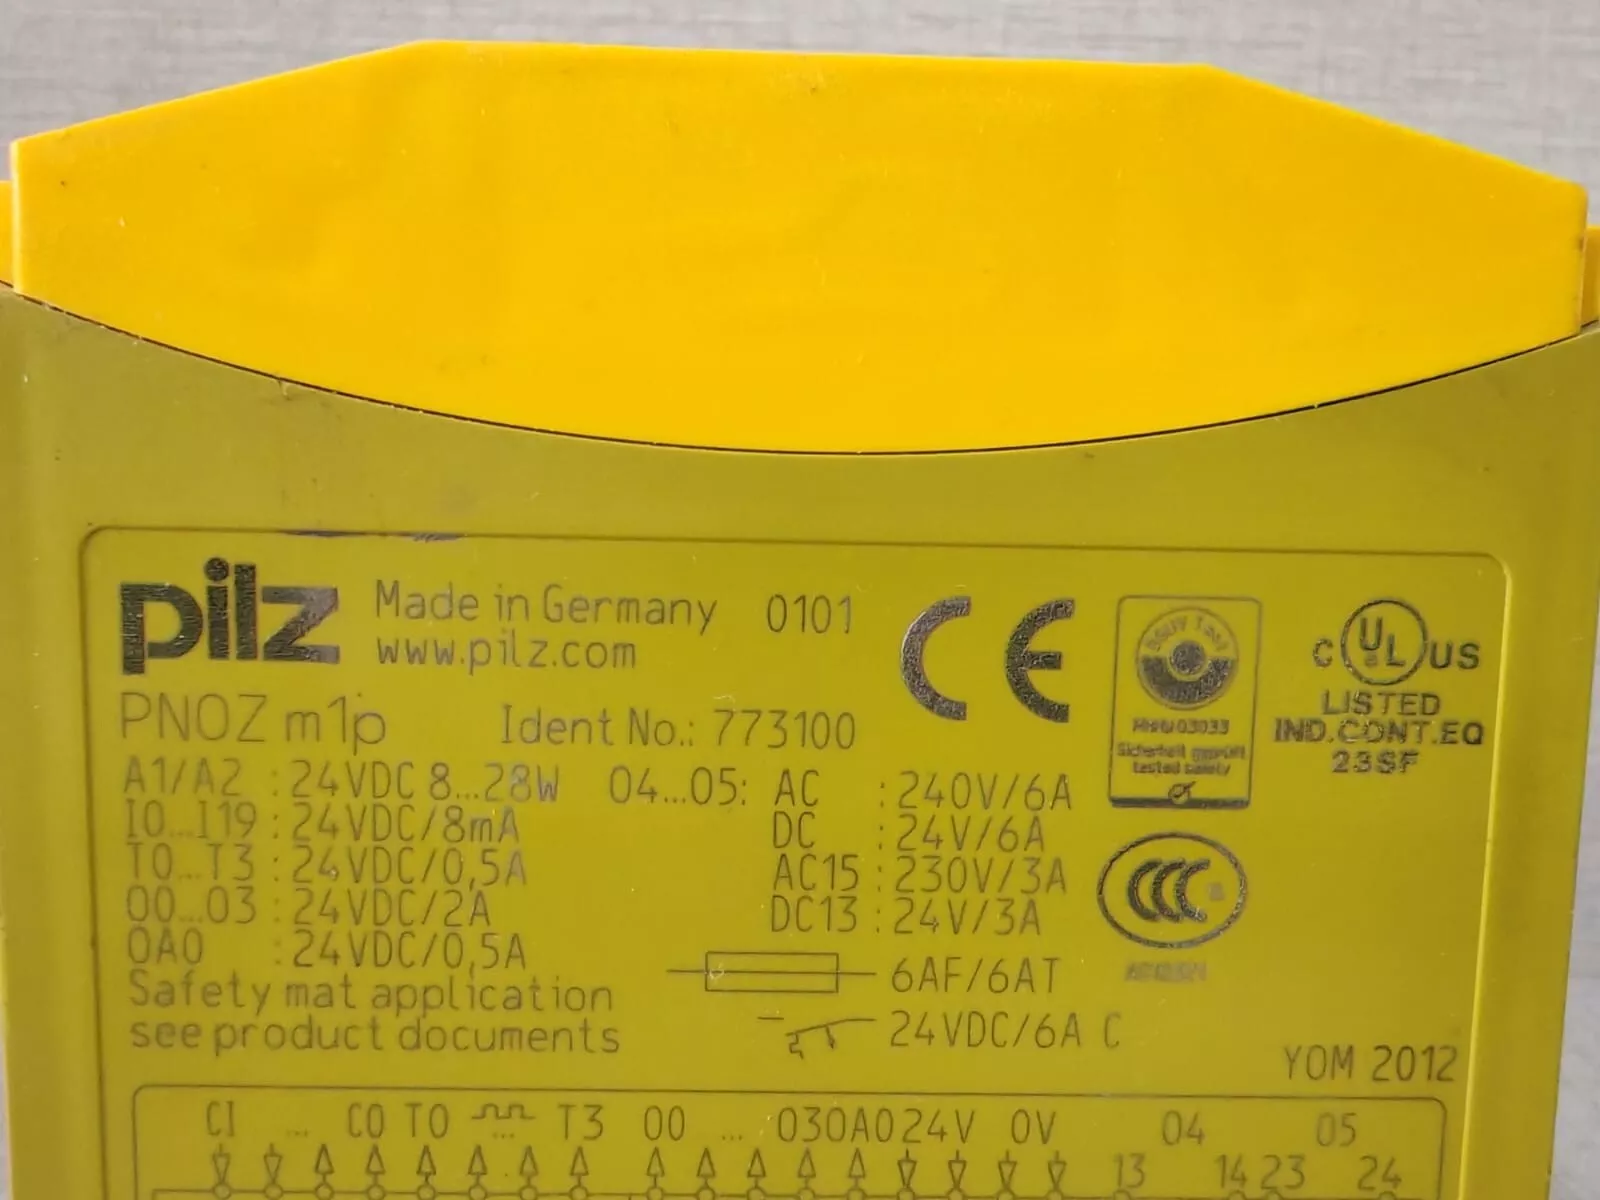 pilz Made in Germany 0101
www.pilz.com
CE
C UL US
LISTED
IND.CONT.EQ
23SF
PNOZ m1p Ident No.: 773100
Sicherheit geprüft
tested safety
A1/A2 : 24VDC 8...28W 04...05: AC : 240V/6A
I0...I19 : 24VDC/8mA DC : 24V/6A
T0...T3 : 24VDC/0,5A AC15 : 230V/3A
O0...O3 : 24VDC/2A DC13 : 24V/3A
OA0 : 24VDC/0,5A
CCC
Safety mat application 6AF/6AT
see product documents 24VDC/6A C
YOM 2012
CI ... CO T0 ... T3 O0 ... O3 OA0 24V 0V 04 05
13 14 23 24